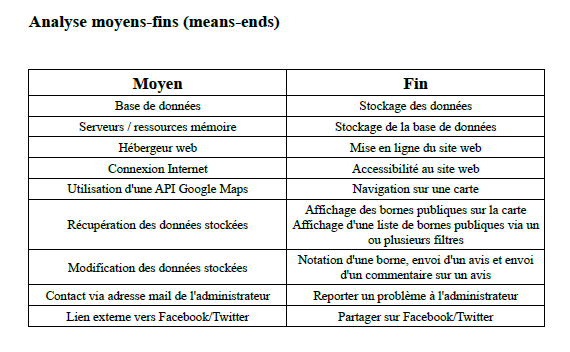 Analyse moyens-fins (means-ends)
Moyen Fin
Base de données Stockage des données
Serveurs / ressources mémoire Stockage de la base de données
Hébergeur web Mise en ligne du site web
Connexion Internet Accessibilité au site web
Utilisation d'une API Google Maps Navigation sur une carte
Récupération des données stockées
Affichage des bornes publiques sur la carte
Affichage d'une liste de bornes publiques via un
ou plusieurs filtres
Modification des données stockées
Notation d'une borne, envoi d'un avis et envoi
d'un commentaire sur un avis
Contact via adresse mail de l'administrateur Reporter un problème à l'administrateur
Lien externe vers Facebook/Twitter Partager sur Facebook/Twitter